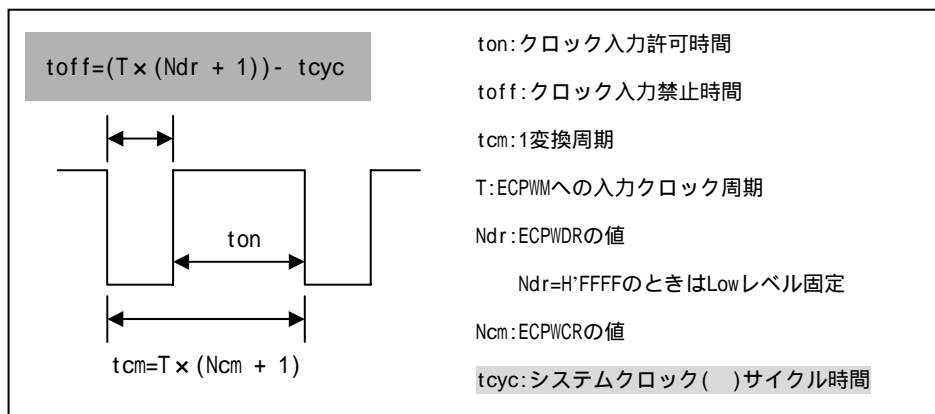 toff=(T×(Ndr + 1))- tcyc
ton
tcm=T×(Ncm + 1)
ton:クロック入力許可時間
toff:クロック入力禁止時間
tcm:1変換周期
T:ECPWMへの入力クロック周期
Ndr:ECPWDRの値
Ndr=H'FFFFのときはLowレベル固定
Ncm:ECPWCRの値
tcyc:システムクロック( )サイクル時間